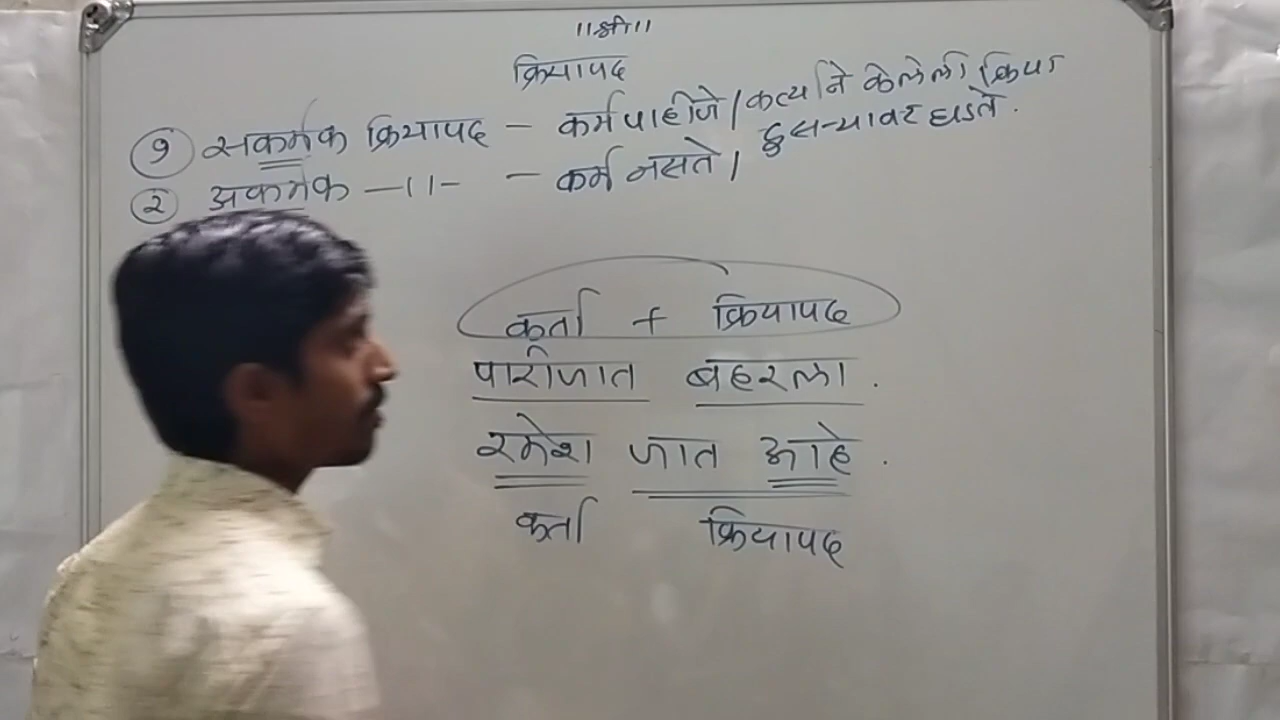 ॥श्री॥
क्रियापद
१ सकर्मक क्रियापद – कर्म पाहीजे / कर्त्याने केलेली क्रिया दुसऱ्यावर घडते.
२ अकर्मक –॥– – कर्म नसते /
कर्ता + क्रियापद
पारीजात बहरला.
रमेश जात आहे.
कर्ता क्रियापद